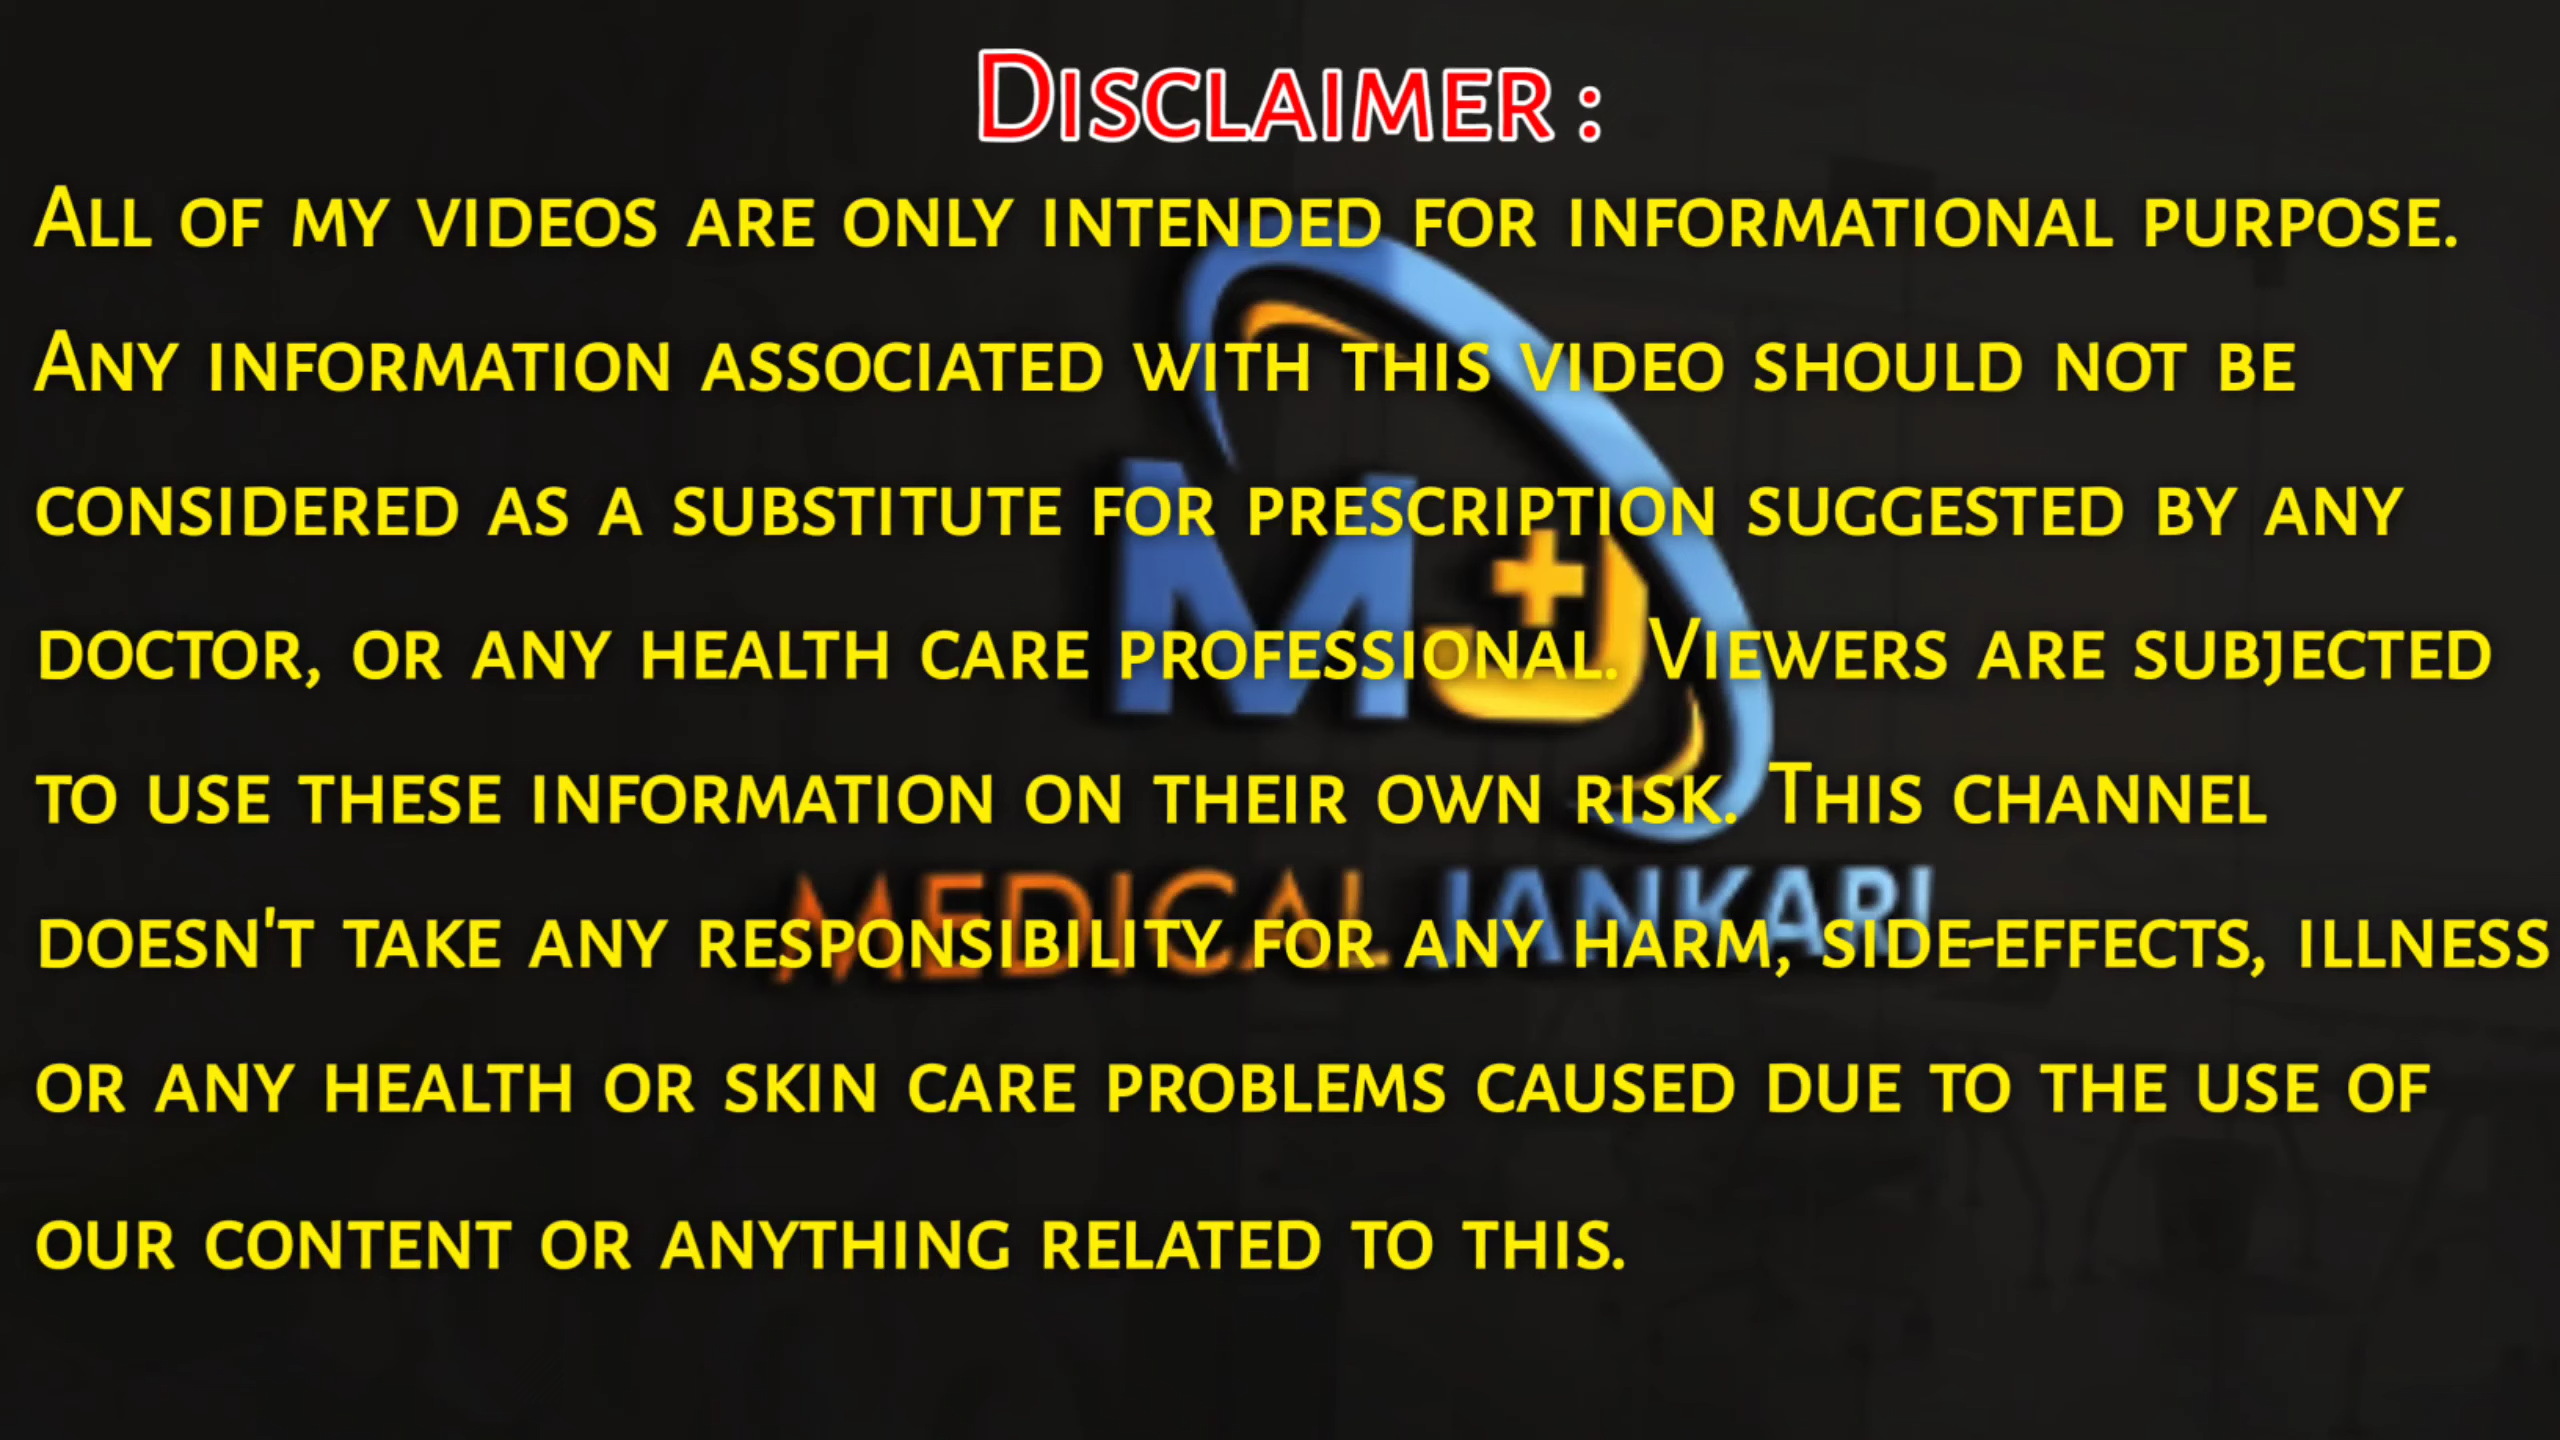 Disclaimer :
All of my videos are only intended for informational purpose.
Any information associated with this video should not be
considered as a substitute for prescription suggested by any
doctor, or any health care professional. Viewers are subjected
to use these information on their own risk. This channel
doesn't take any responsibility for any harm, side-effects, illness
or any health or skin care problems caused due to the use of
our content or anything related to this.
MJ
MEDICAL JANKARI